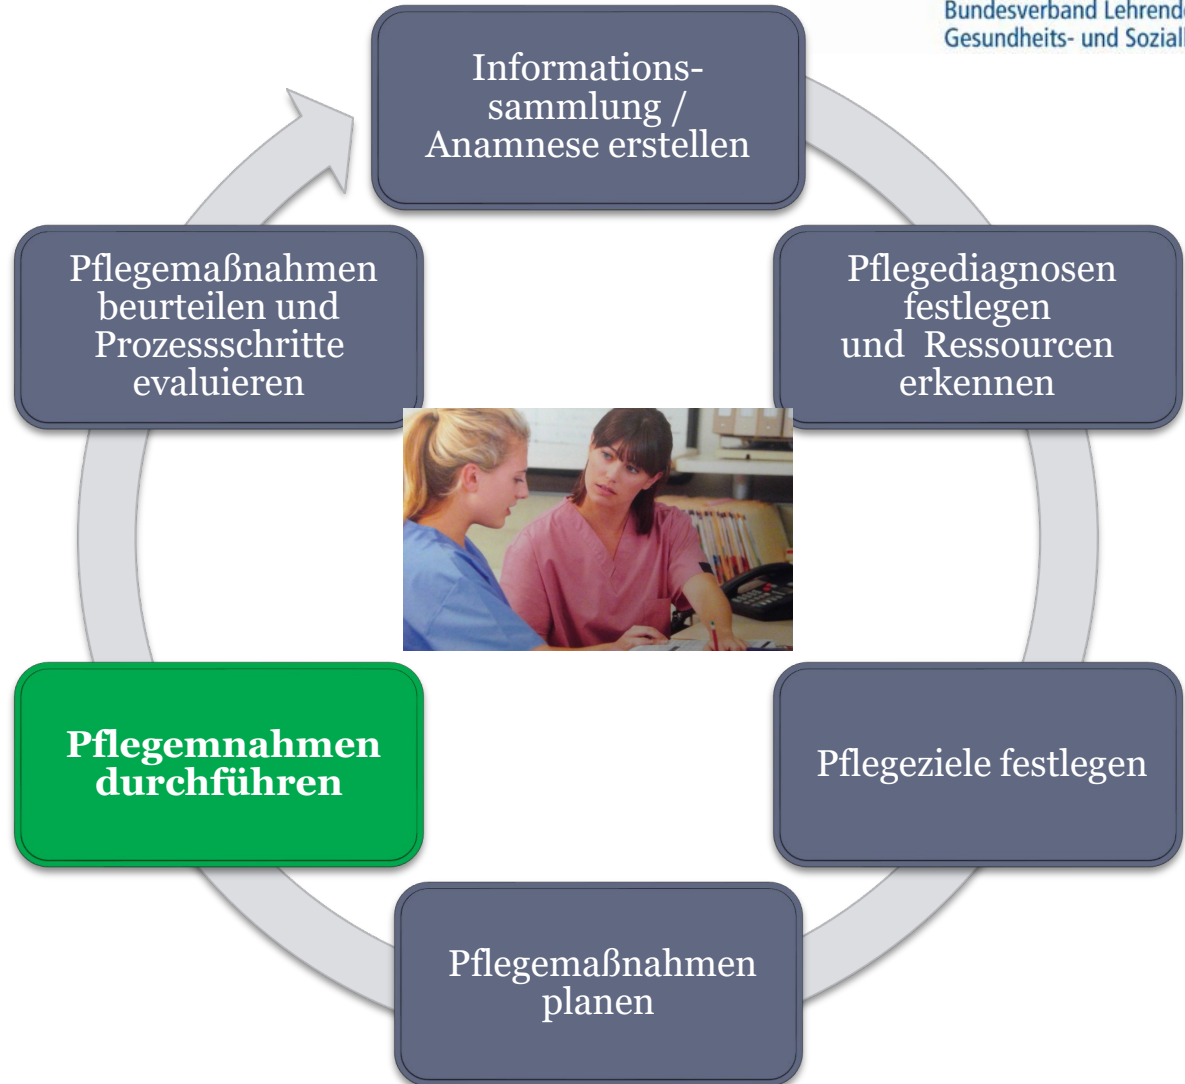 Bundesverband Lehrende
Gesundheits- und Sozial
Informations-
sammlung /
Anamnese erstellen
Pflegediagnosen
festlegen
und Ressourcen
erkennen
Pflegeziele festlegen
Pflegemaßnahmen
planen
Pflegemnahmen
durchführen
Pflegemaßnahmen
beurteilen und
Prozessschritte
evaluieren